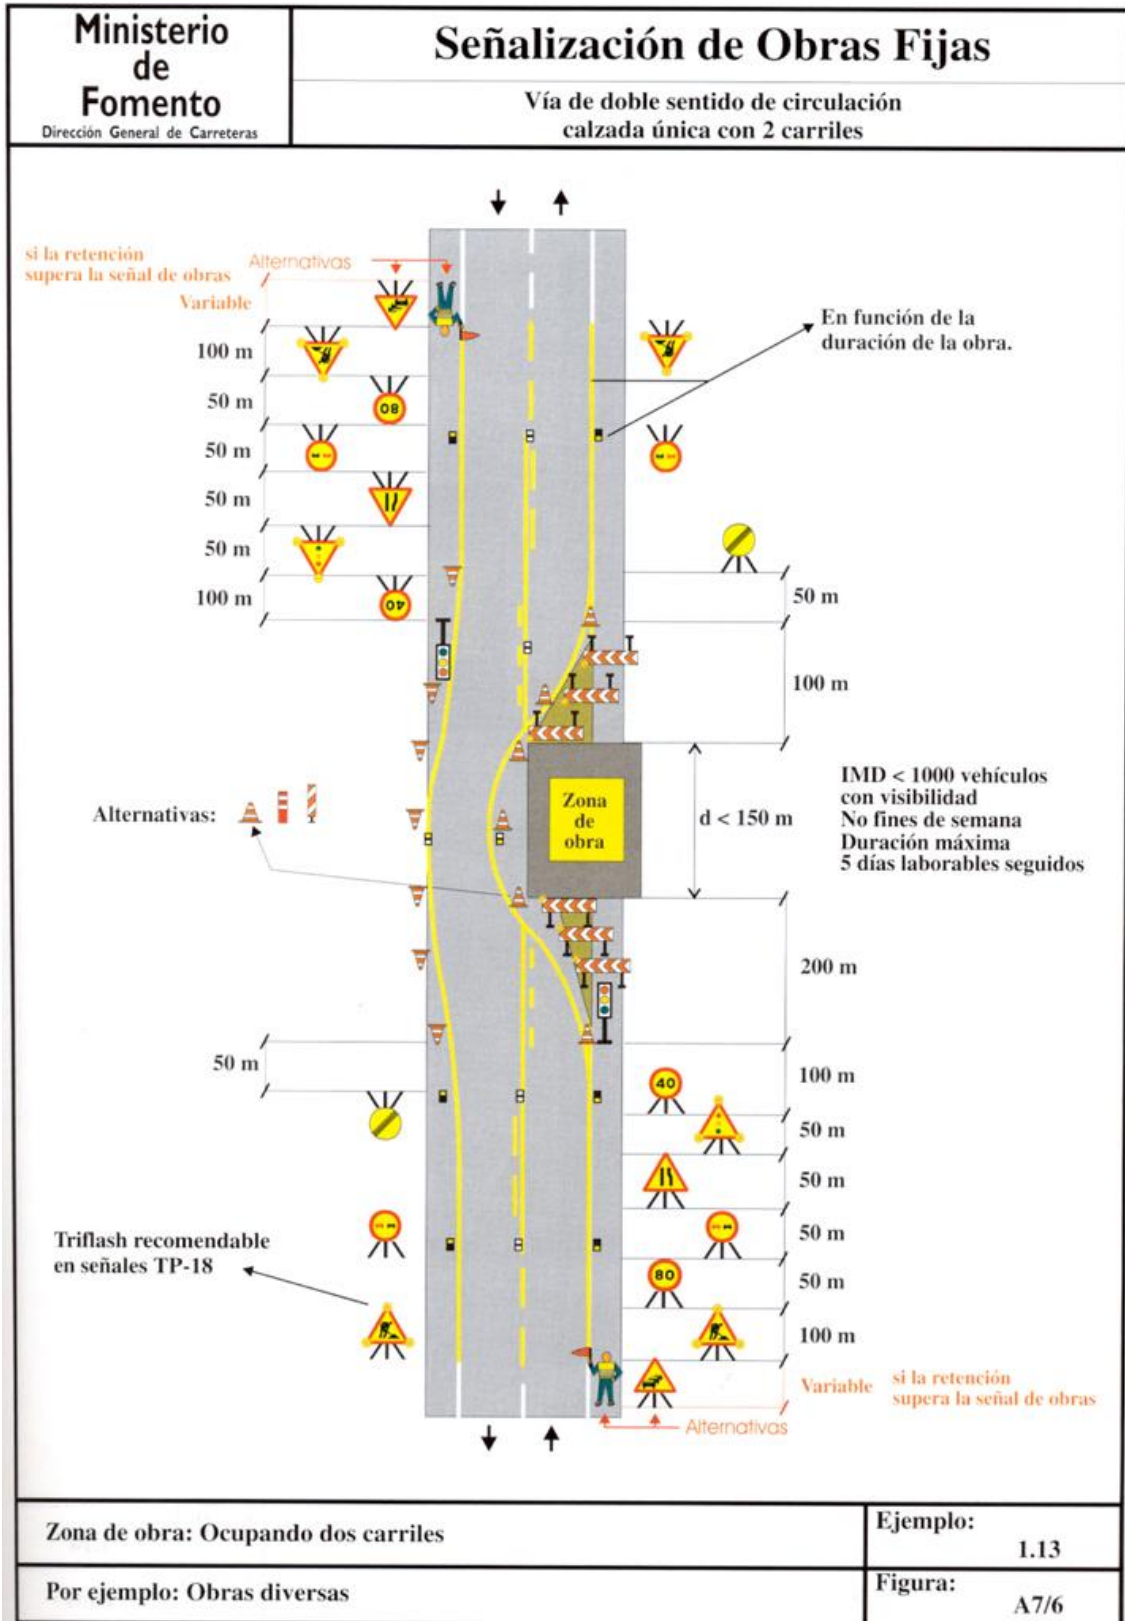 Ministerio
de
Fomento
Dirección General de Carreteras
Señalización de Obras Fijas
Vía de doble sentido de circulación
calzada única con 2 carriles
si la retención
supera la señal de obras
Alternativas
Variable
100 m
50 m
80
50 m
50 m
50 m
100 m
40
En función de la
duración de la obra.
50 m
100 m
Alternativas:
Zona
de
obra
d < 150 m
IMD < 1000 vehículos
con visibilidad
No fines de semana
Duración máxima
5 días laborables seguidos
200 m
50 m
40
100 m
50 m
50 m
50 m
80
50 m
100 m
Triflash recomendable
en señales TP-18
Variable
si la retención
supera la señal de obras
Alternativas
Zona de obra: Ocupando dos carriles
Ejemplo:
1.13
Por ejemplo: Obras diversas
Figura:
A7/6